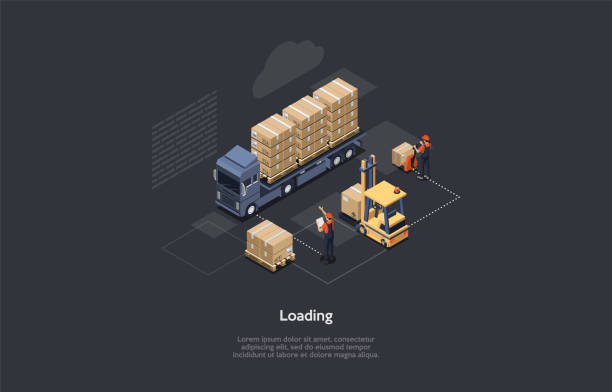 Loading
Lorem ipsum dolor sit amet, consectetur
adipiscing elit, sed do eiusmod tempor
incididunt ut labore et dolore magna aliqua.